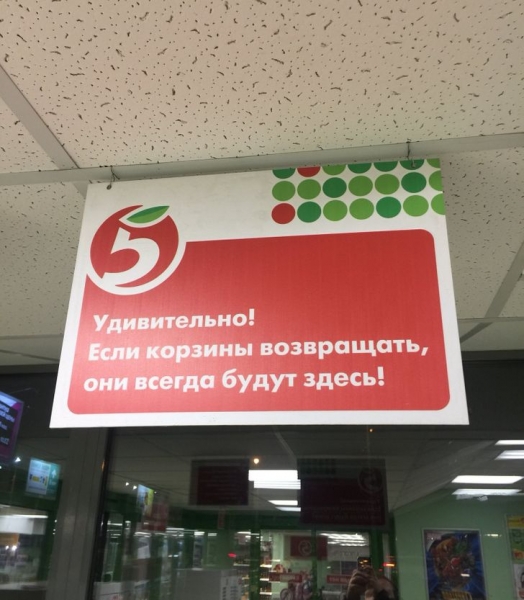 5
Удивительно!
Если корзины возвращать,
они всегда будут здесь!